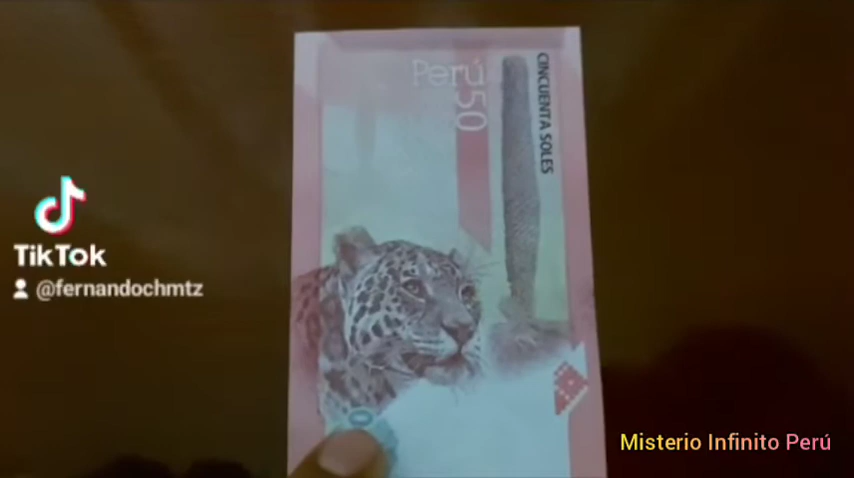 Perú
50
CINCUENTA SOLES
TikTok
@fernandochmtz
Misterio Infinito Perú